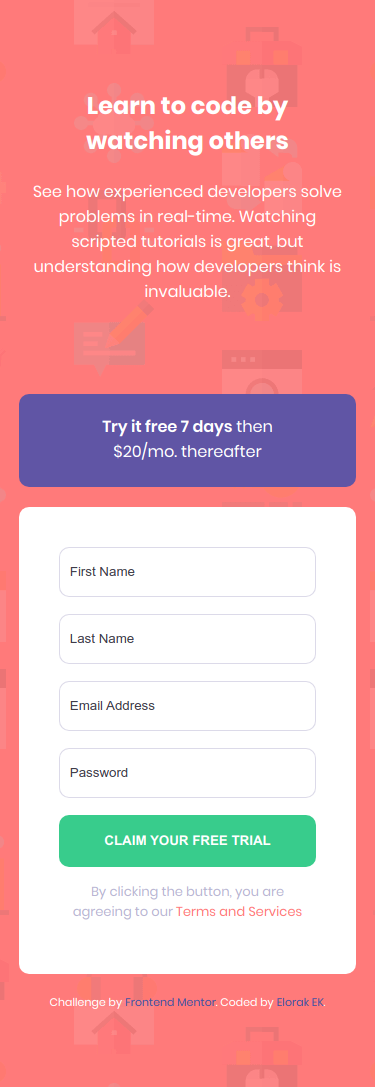 Learn to code by
watching others
See how experienced developers solve
problems in real-time. Watching
scripted tutorials is great, but
understanding how developers think is
invaluable.
Try it free 7 days then
$20/mo. thereafter
First Name
Last Name
Email Address
Password
CLAIM YOUR FREE TRIAL
By clicking the button, you are
agreeing to our Terms and Services
Challenge by Frontend Mentor. Coded by Elorak EK.